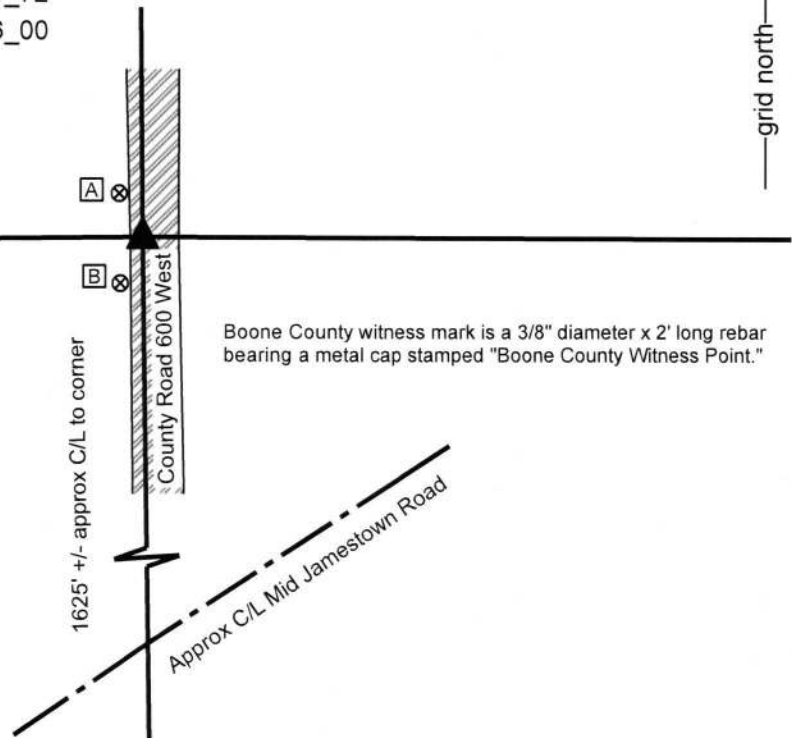 6_00
grid north
A
B
County Road 600 West
1625' +/- approx C/L to corner
Boone County witness mark is a 3/8" diameter x 2' long rebar
bearing a metal cap stamped "Boone County Witness Point."
Approx C/L Mid Jamestown Road